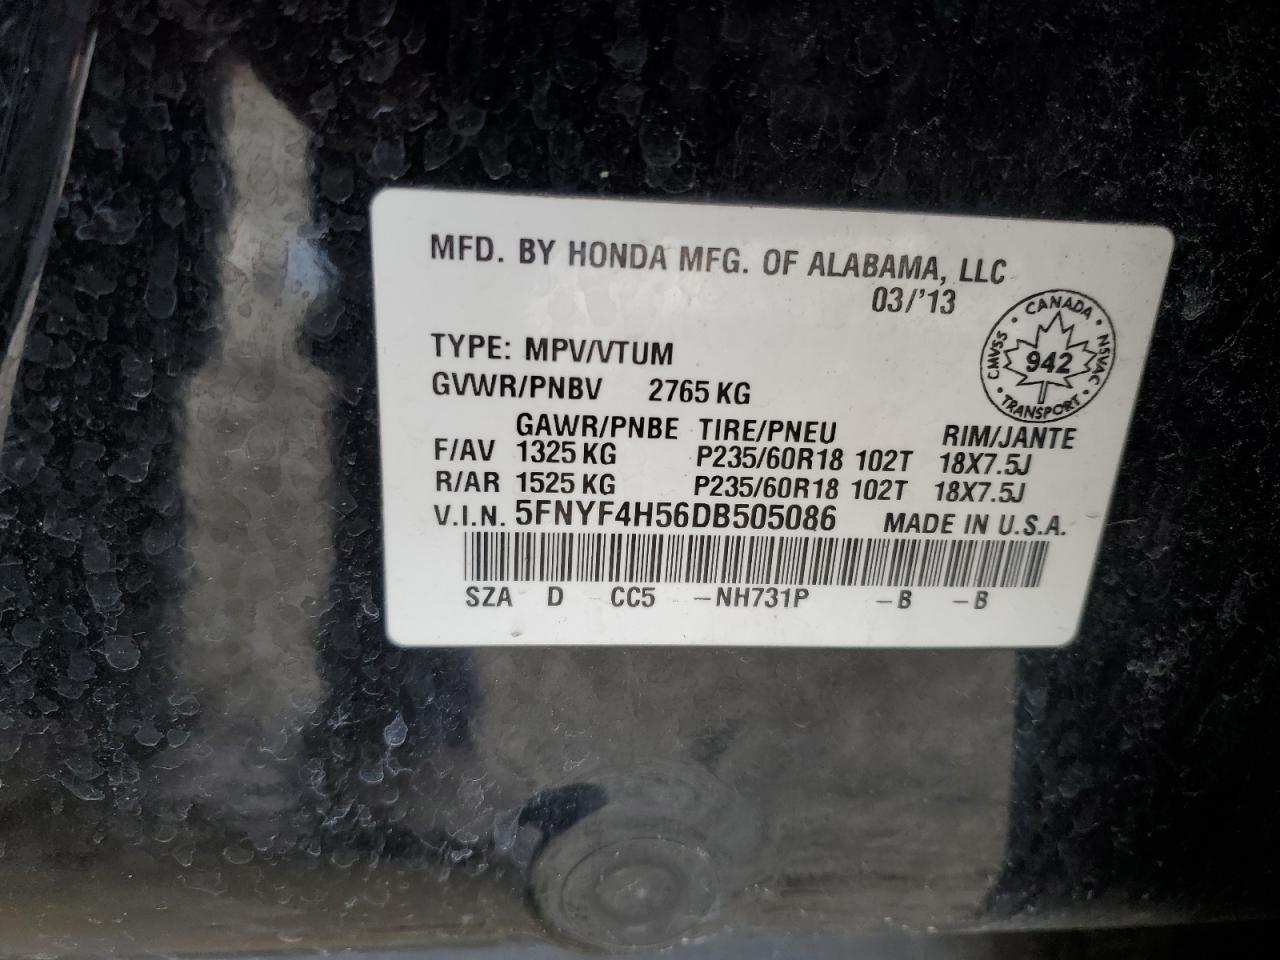 MFD. BY HONDA MFG. OF ALABAMA, LLC
03/'13
CANADA
CMVSS 942 NSVAC
TRANSPORT
TYPE: MPV/VTUM
GVWR/PNBV 2765 KG
GAWR/PNBE TIRE/PNEU RIM/JANTE
F/AV 1325 KG P235/60R18 102T 18X7.5J
R/AR 1525 KG P235/60R18 102T 18X7.5J
V.I.N. 5FNYF4H56DB505086 MADE IN U.S.A.
SZA D CC5 -NH731P -B -B